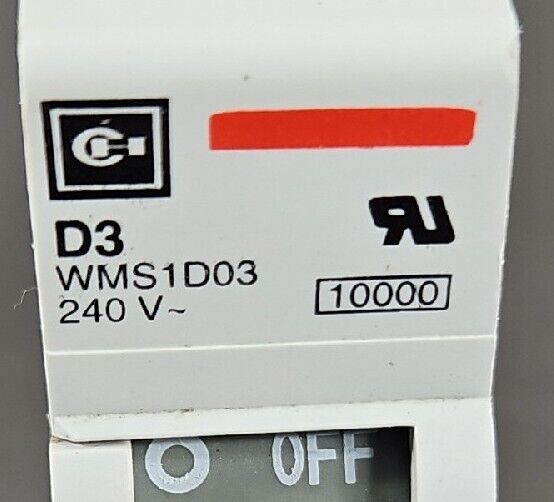 D3
WMS1D03
240 V~
10000
O OFF